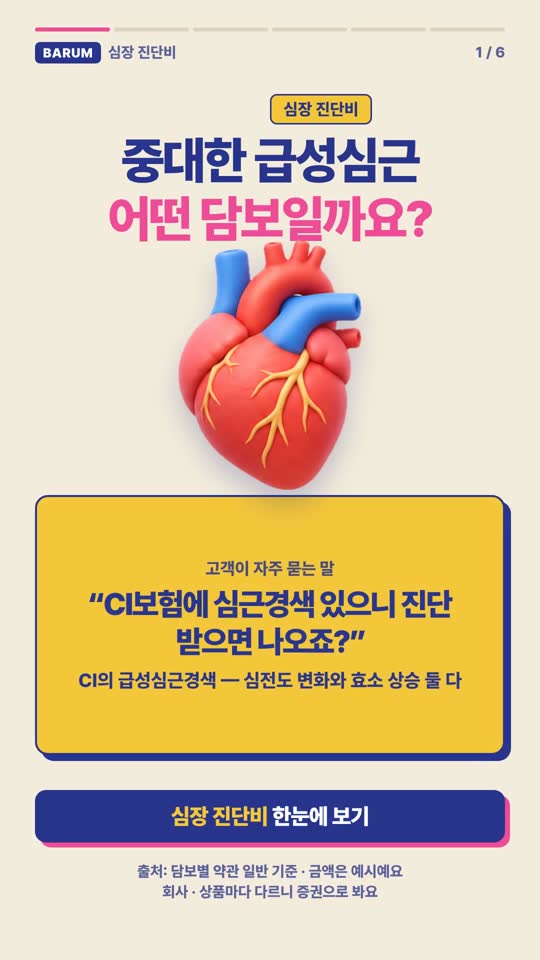 BARUM 심장 진단비 1 / 6
심장 진단비
중대한 급성심근
어떤 담보일까요?
고객이 자주 묻는 말
“CI보험에 심근경색 있으니 진단
받으면 나오죠?”
CI의 급성심근경색 — 심전도 변화와 효소 상승 둘 다
심장 진단비 한눈에 보기
출처: 담보별 약관 일반 기준 · 금액은 예시예요
회사 · 상품마다 다르니 증권으로 봐요